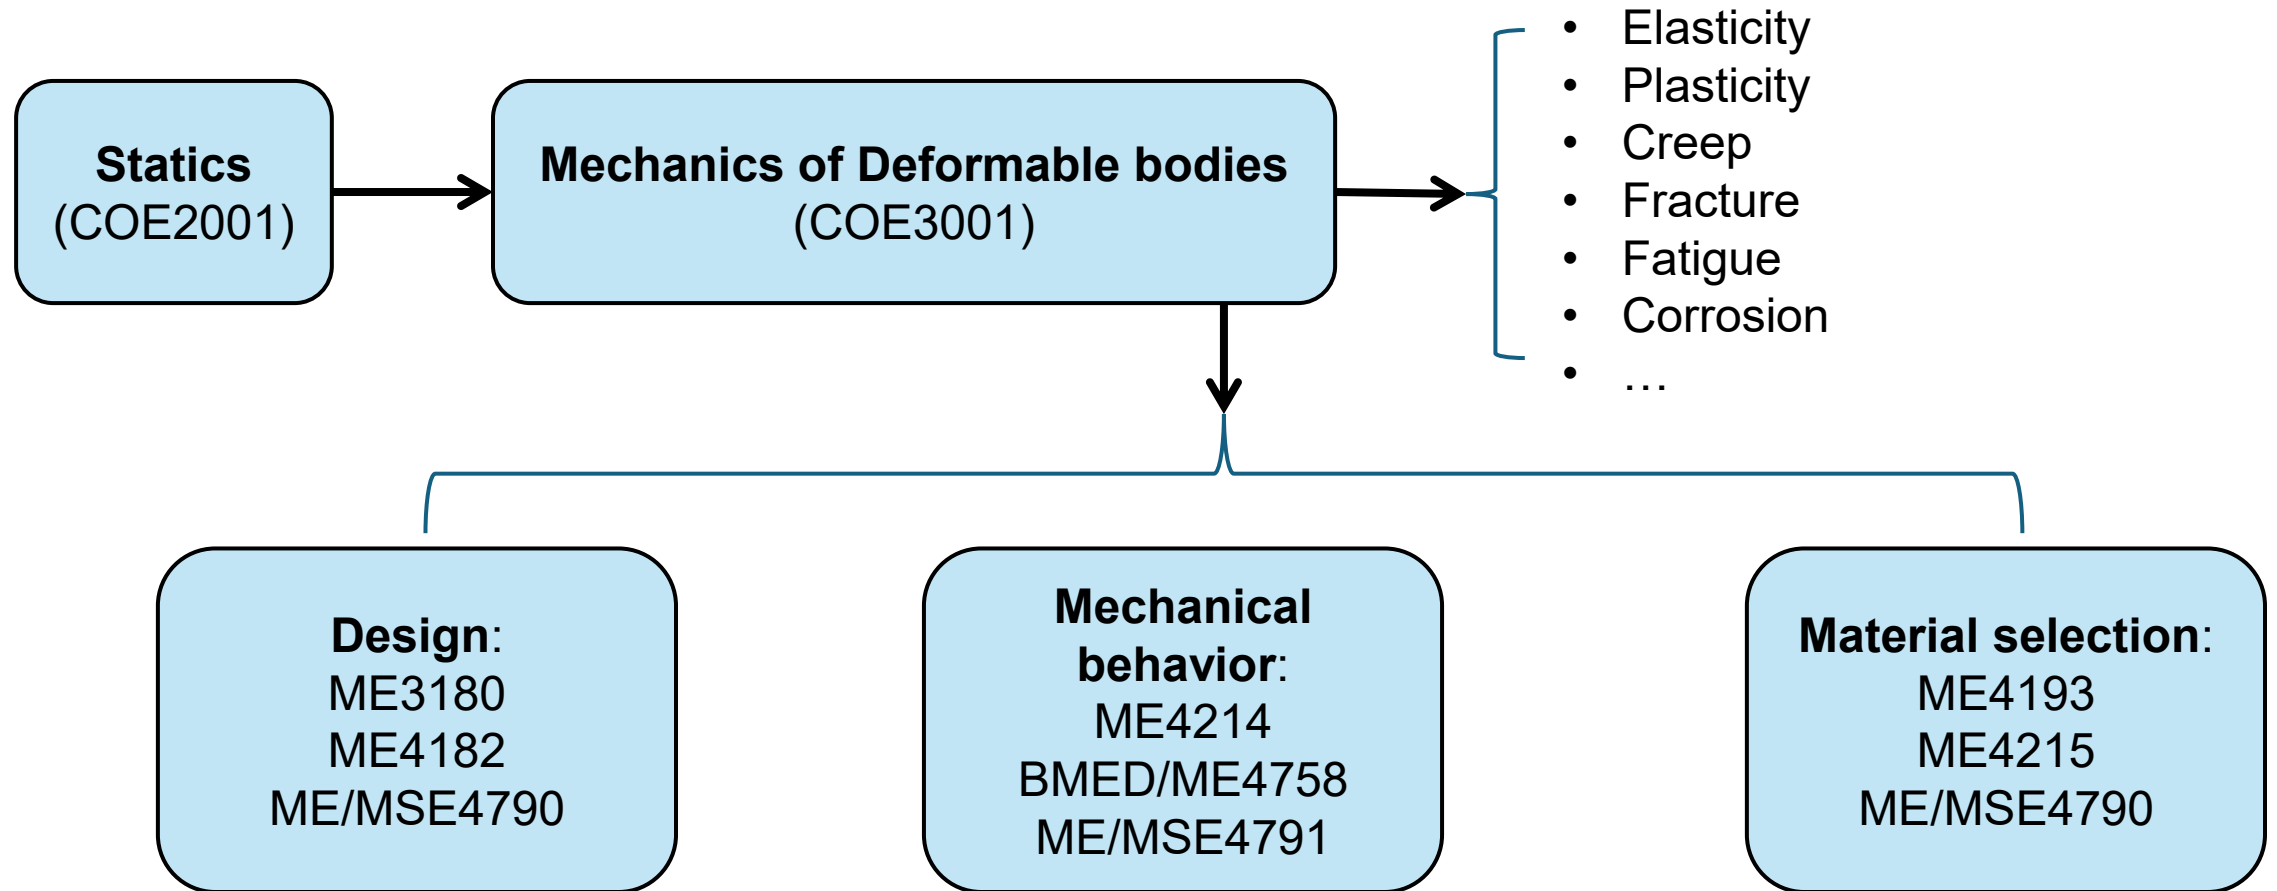 Statics
(COE2001)
Mechanics of Deformable bodies
(COE3001)
• Elasticity
• Plasticity
• Creep
• Fracture
• Fatigue
• Corrosion
• …
Design:
ME3180
ME4182
ME/MSE4790
Mechanical
behavior:
ME4214
BMED/ME4758
ME/MSE4791
Material selection:
ME4193
ME4215
ME/MSE4790